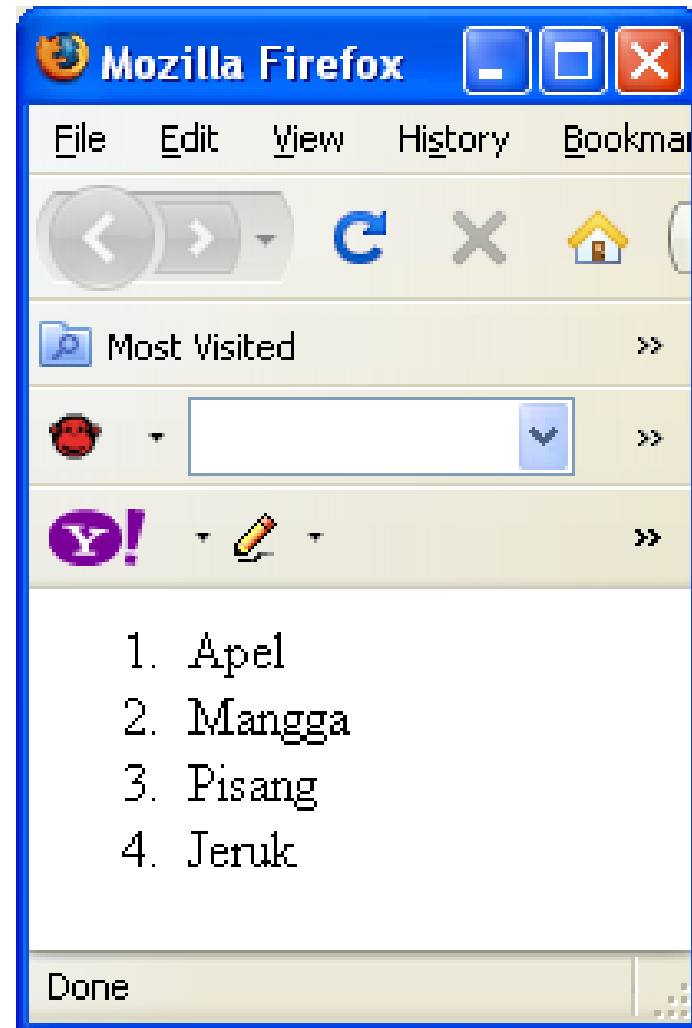 Mozilla Firefox
File Edit View History Bookmar
Most Visited »
»
Y! »
1. Apel
2. Mangga
3. Pisang
4. Jeruk
Done